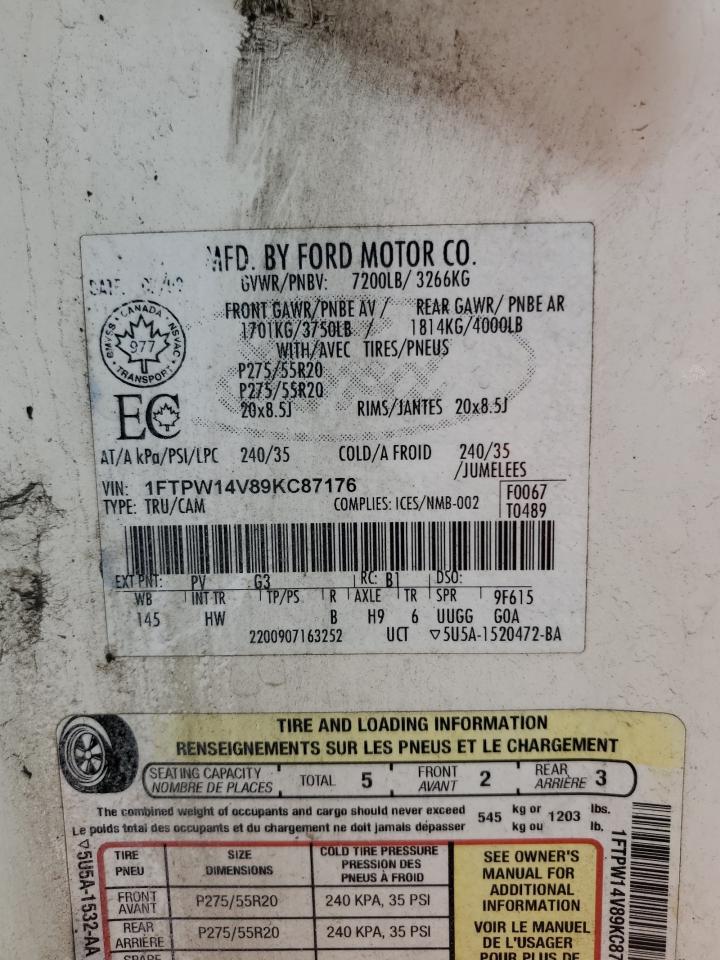 MFD. BY FORD MOTOR CO.
GVWR/PNBV: 7200LB/ 3266KG
FRONT GAWR/PNBE AV / REAR GAWR/ PNBE AR
1701KG/3750LB / 1814KG/4000LB
WITH/AVEC TIRES/PNEUS
P275/55R20
P275/55R20
20x8.5J RIMS/JANTES 20x8.5J
CANADA
CMVSS NSVAC
977
TRANSPORT
EC
AT/A kPa/PSI/LPC 240/35 COLD/A FROID 240/35
/JUMELEES
VIN: 1FTPW14V89KC87176 F0067
TYPE: TRU/CAM COMPLIES: ICES/NMB-002 T0489
EXT PNT: PV G3 RC: B1 DSO:
WB INT TR TP/PS R AXLE TR SPR 9F615
145 HW B H9 6 UUGG GOA
2200907163252 UCT ▽5U5A-1520472-BA
TIRE AND LOADING INFORMATION
RENSEIGNEMENTS SUR LES PNEUS ET LE CHARGEMENT
SEATING CAPACITY
NOMBRE DE PLACES TOTAL 5 FRONT
AVANT 2 REAR
ARRIÈRE 3
The combined weight of occupants and cargo should never exceed 545 kg or 1203 lbs.
Le poids total des occupants et du chargement ne doit jamais dépasser kg ou lb.
TIRE
PNEU
SIZE
DIMENSIONS
COLD TIRE PRESSURE
PRESSION DES
PNEUS À FROID
FRONT
AVANT
P275/55R20 240 KPA, 35 PSI
REAR
ARRIÈRE
P275/55R20 240 KPA, 35 PSI
SEE OWNER'S
MANUAL FOR
ADDITIONAL
INFORMATION
VOIR LE MANUEL
DE L'USAGER
POUR PLUS DE
▽5U5A-1532-AA
1FTPW14V89KC87